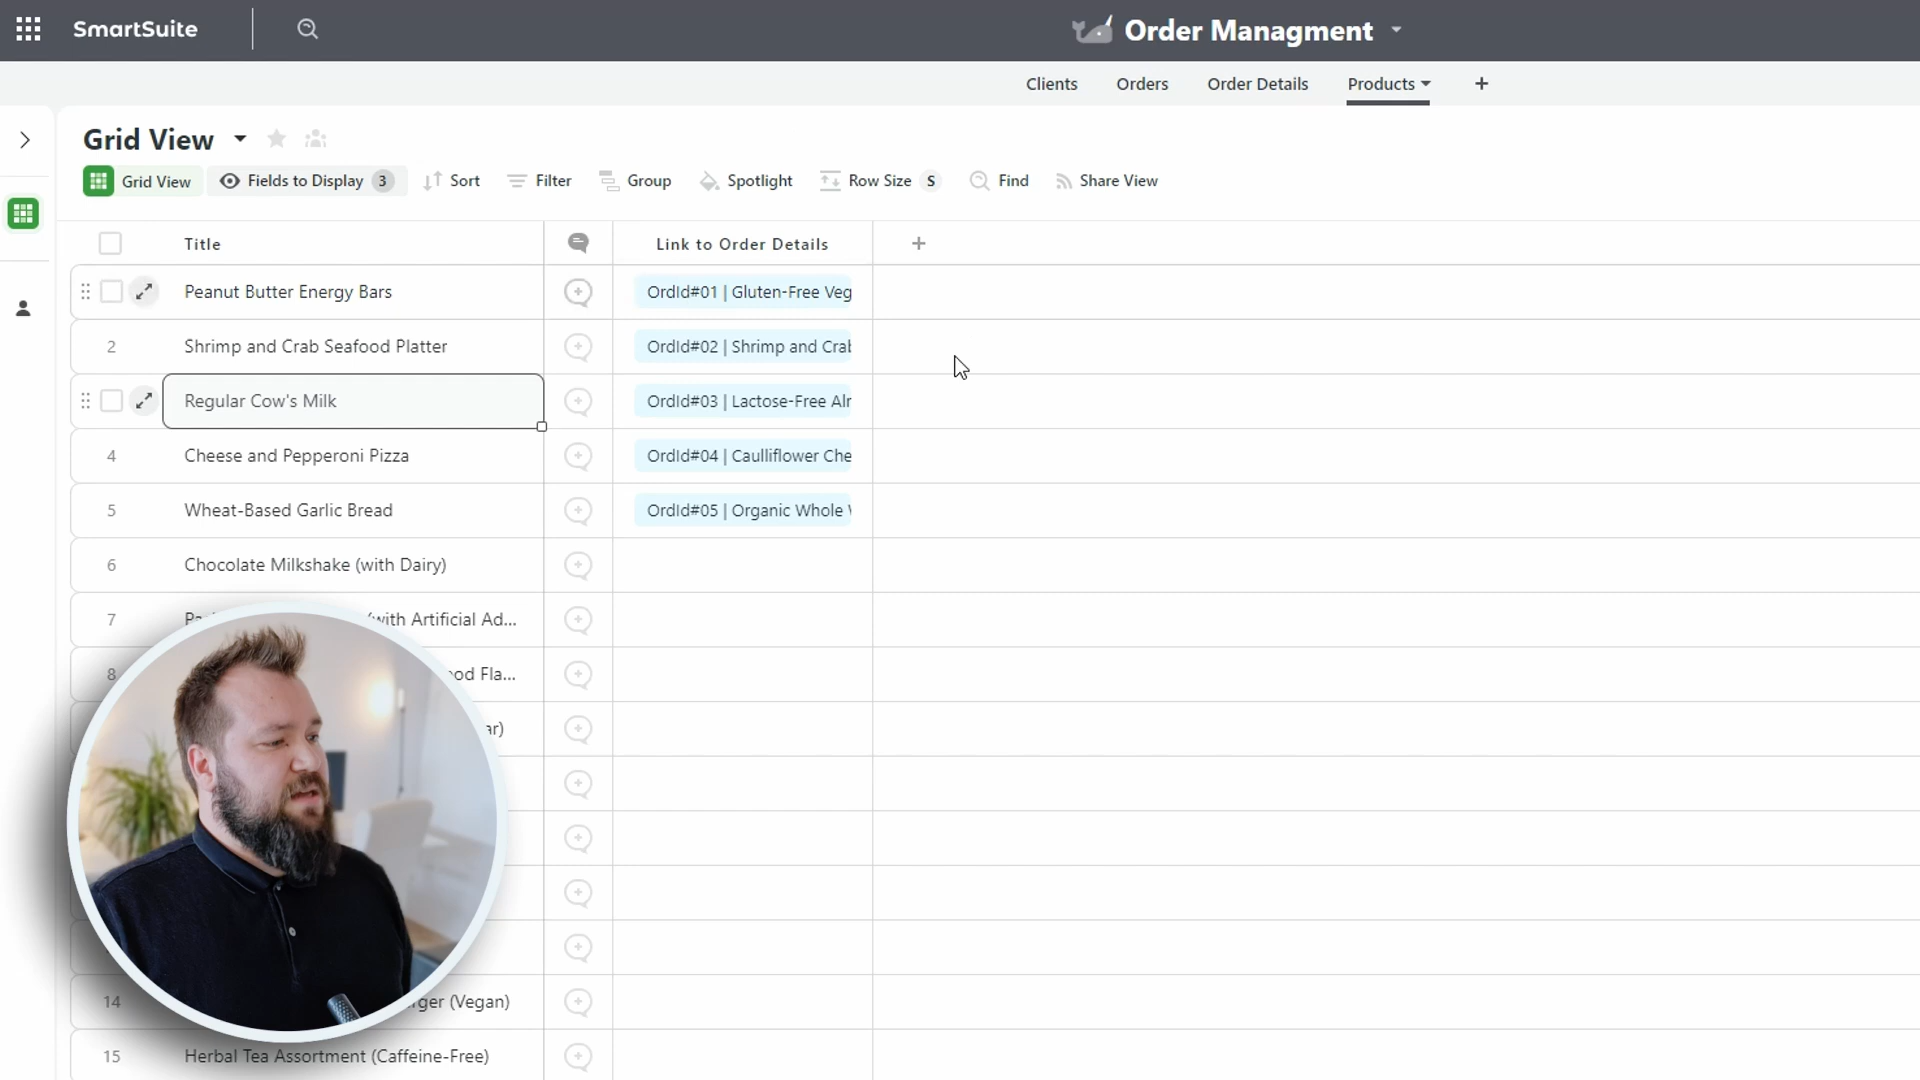 SmartSuite
Order Managment
Clients Orders Order Details Products +
Grid View
Grid View Fields to Display 3 Sort Filter Group Spotlight Row Size S Find Share View
Title Link to Order Details +
Peanut Butter Energy Bars OrdId#01 | Gluten-Free Veg
2 Shrimp and Crab Seafood Platter OrdId#02 | Shrimp and Crab
Regular Cow's Milk OrdId#03 | Lactose-Free Alr
4 Cheese and Pepperoni Pizza OrdId#04 | Caulliflower Che
5 Wheat-Based Garlic Bread OrdId#05 | Organic Whole
6 Chocolate Milkshake (with Dairy)
7 (with Artificial Ad...
8 Fla...
14 (Vegan)
15 Herbal Tea Assortment (Caffeine-Free)